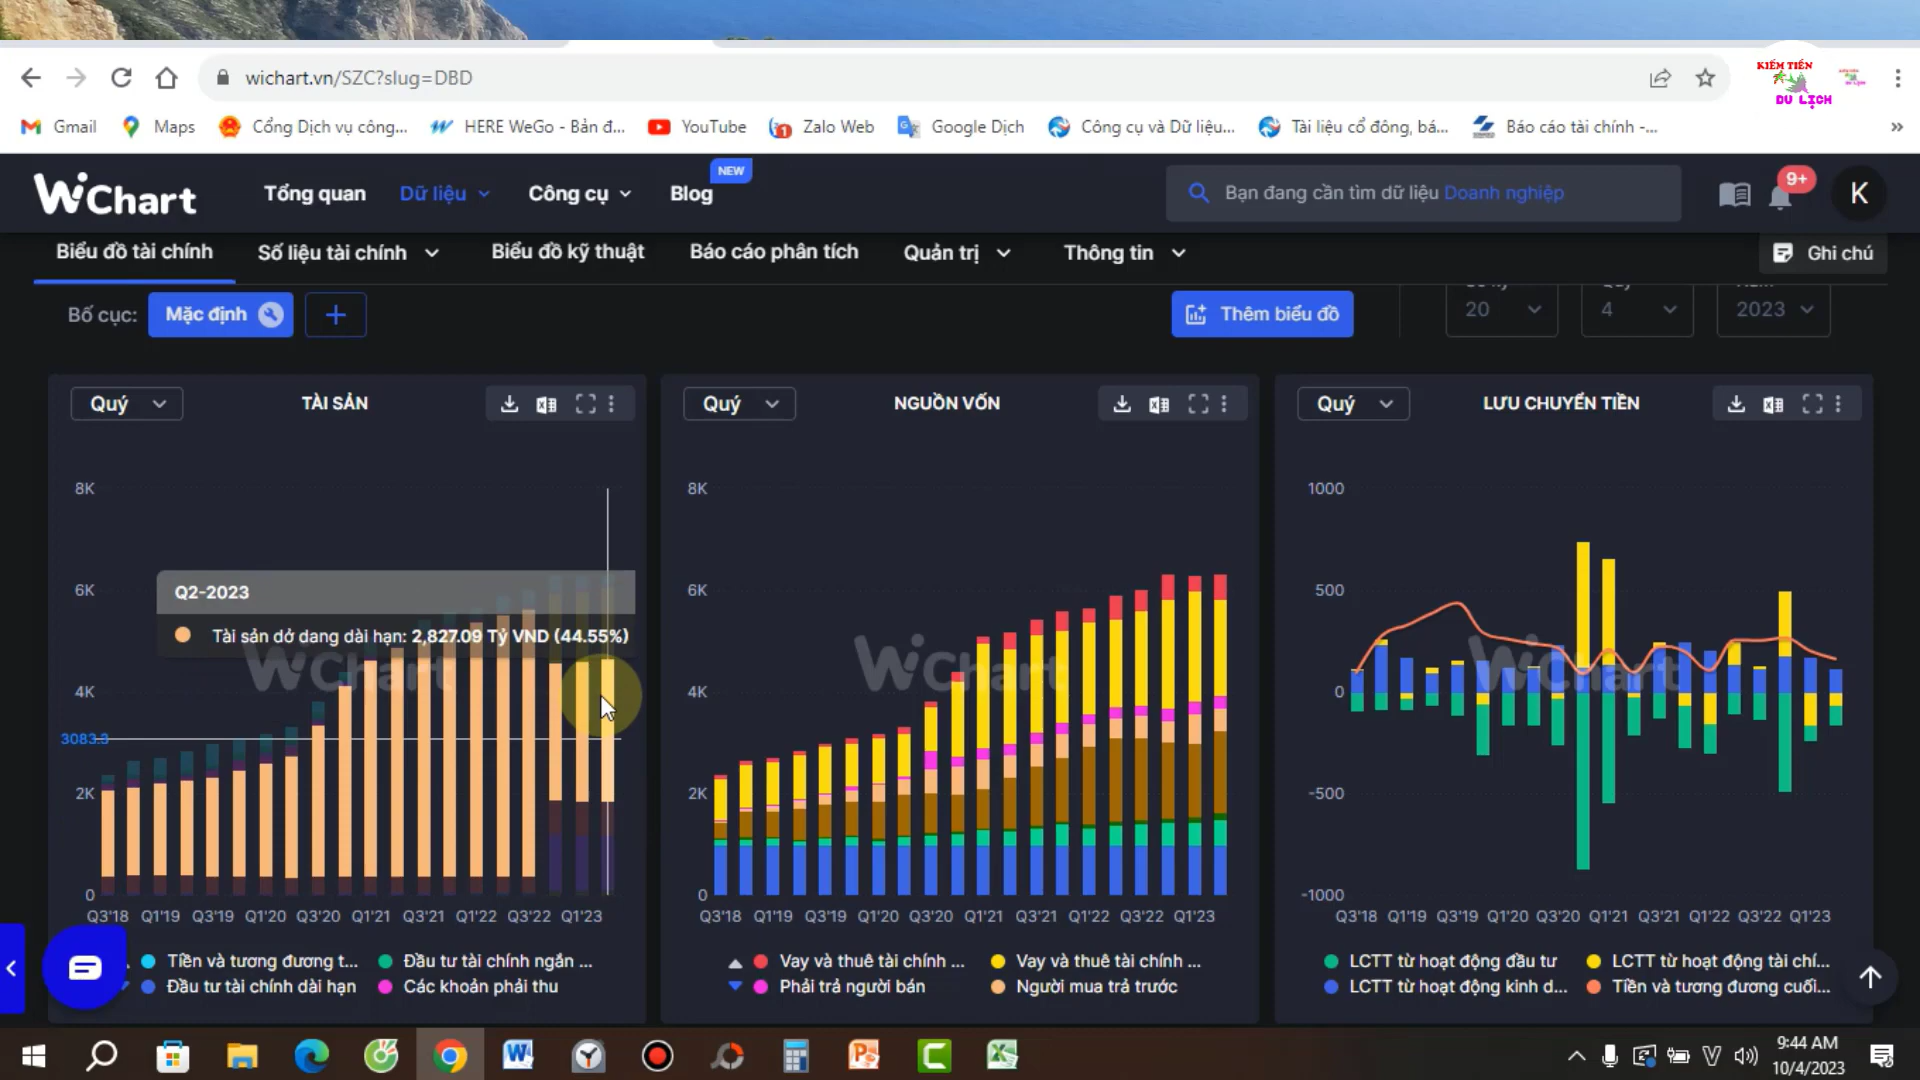 wichart.vn/SZC?slug=DBD
KIẾM TIỀN
DU LỊCH
Gmail
Maps
Cổng Dịch vụ công...
HERE WeGo - Bản đ...
YouTube
Zalo Web
Google Dịch
Công cụ và Dữ liệu...
Tài liệu cổ đông, bá...
Báo cáo tài chính -...
»
WiChart
Tổng quan
Dữ liệu
Công cụ
Blog
NEW
Bạn đang cần tìm dữ liệu Doanh nghiệp
9+
K
Biểu đồ tài chính
Số liệu tài chính
Biểu đồ kỹ thuật
Báo cáo phân tích
Quản trị
Thông tin
Ghi chú
Bố cục:
Mặc định
+
Thêm biểu đồ
20
4
2023
Quý
TÀI SẢN
8K
6K
4K
3083.3
2K
0
Q2-2023
Tài sản dở dang dài hạn: 2,827.09 Tỷ VND (44.55%)
WiChart
Q3'18 Q1'19 Q3'19 Q1'20 Q3'20 Q1'21 Q3'21 Q1'22 Q3'22 Q1'23
Tiền và tương đương t...
Đầu tư tài chính ngắn ...
Đầu tư tài chính dài hạn
Các khoản phải thu
Quý
NGUỒN VỐN
8K
6K
4K
2K
0
WiChart
Q3'18 Q1'19 Q3'19 Q1'20 Q3'20 Q1'21 Q3'21 Q1'22 Q3'22 Q1'23
Vay và thuê tài chính ...
Vay và thuê tài chính ...
Phải trả người bán
Người mua trả trước
Quý
LƯU CHUYỂN TIỀN
1000
500
0
-500
-1000
WiChart
Q3'18 Q1'19 Q3'19 Q1'20 Q3'20 Q1'21 Q3'21 Q1'22 Q3'22 Q1'23
LCTT từ hoạt động đầu tư
LCTT từ hoạt động tài chí...
LCTT từ hoạt động kinh d...
Tiền và tương đương cuối...
9:44 AM
10/4/2023